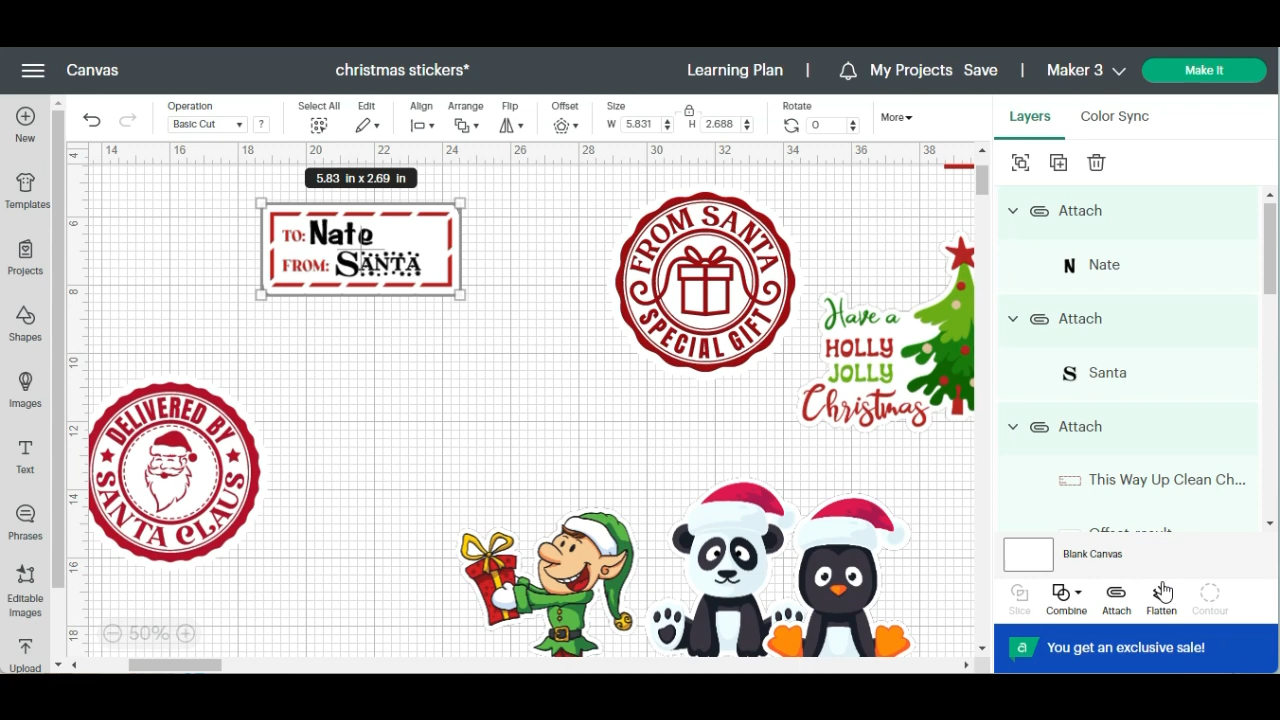 Canvas
christmas stickers*
Learning Plan
|
My Projects
Save
|
Maker 3
Make It
Operation
Basic Cut
?
Select All
Edit
Align
Arrange
Flip
Offset
Size
W 5.831
H 2.688
Rotate
0
More
New
Templates
Projects
Shapes
Images
Text
Phrases
Editable
Images
Upload
14 16 18 20 22 24 26 28 30 32 34 36 38
4
6
8
10
12
14
16
18
5.83 in x 2.69 in
TO: Nate
FROM: SANTA
FROM SANTA
SPECIAL GIFT
Have a
HOLLY
JOLLY
Christmas
DELIVERED BY
SANTA CLAUS
50%
Layers
Color Sync
Attach
N Nate
Attach
S Santa
Attach
This Way Up Clean Ch...
Offset result
Blank Canvas
Slice
Combine
Attach
Flatten
Contour
a
You get an exclusive sale!